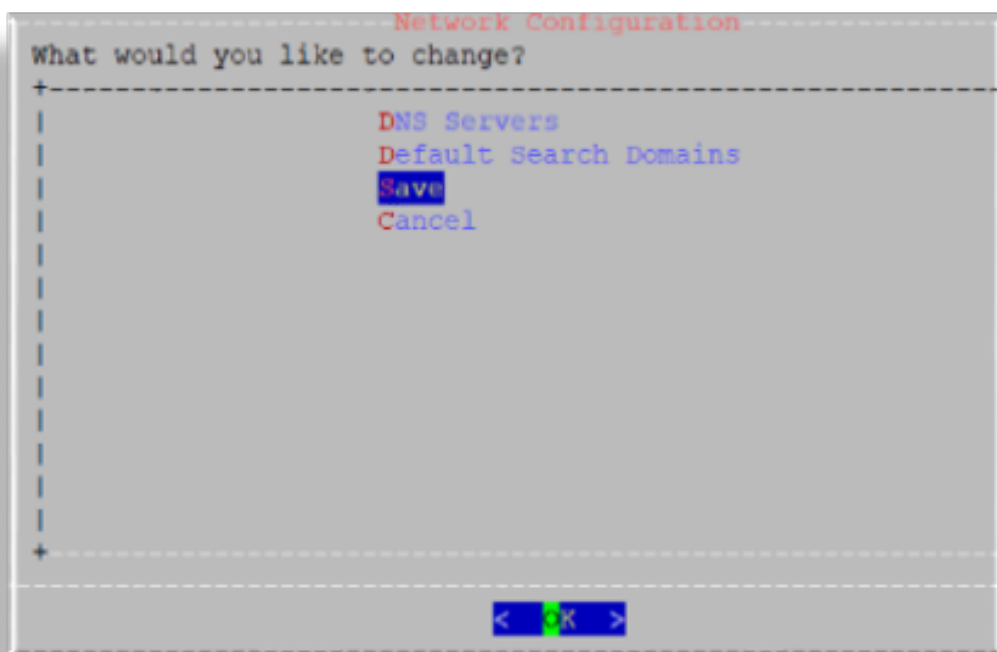 Network Configuration
What would you like to change?
DNS Servers
Default Search Domains
Save
Cancel
< OK >